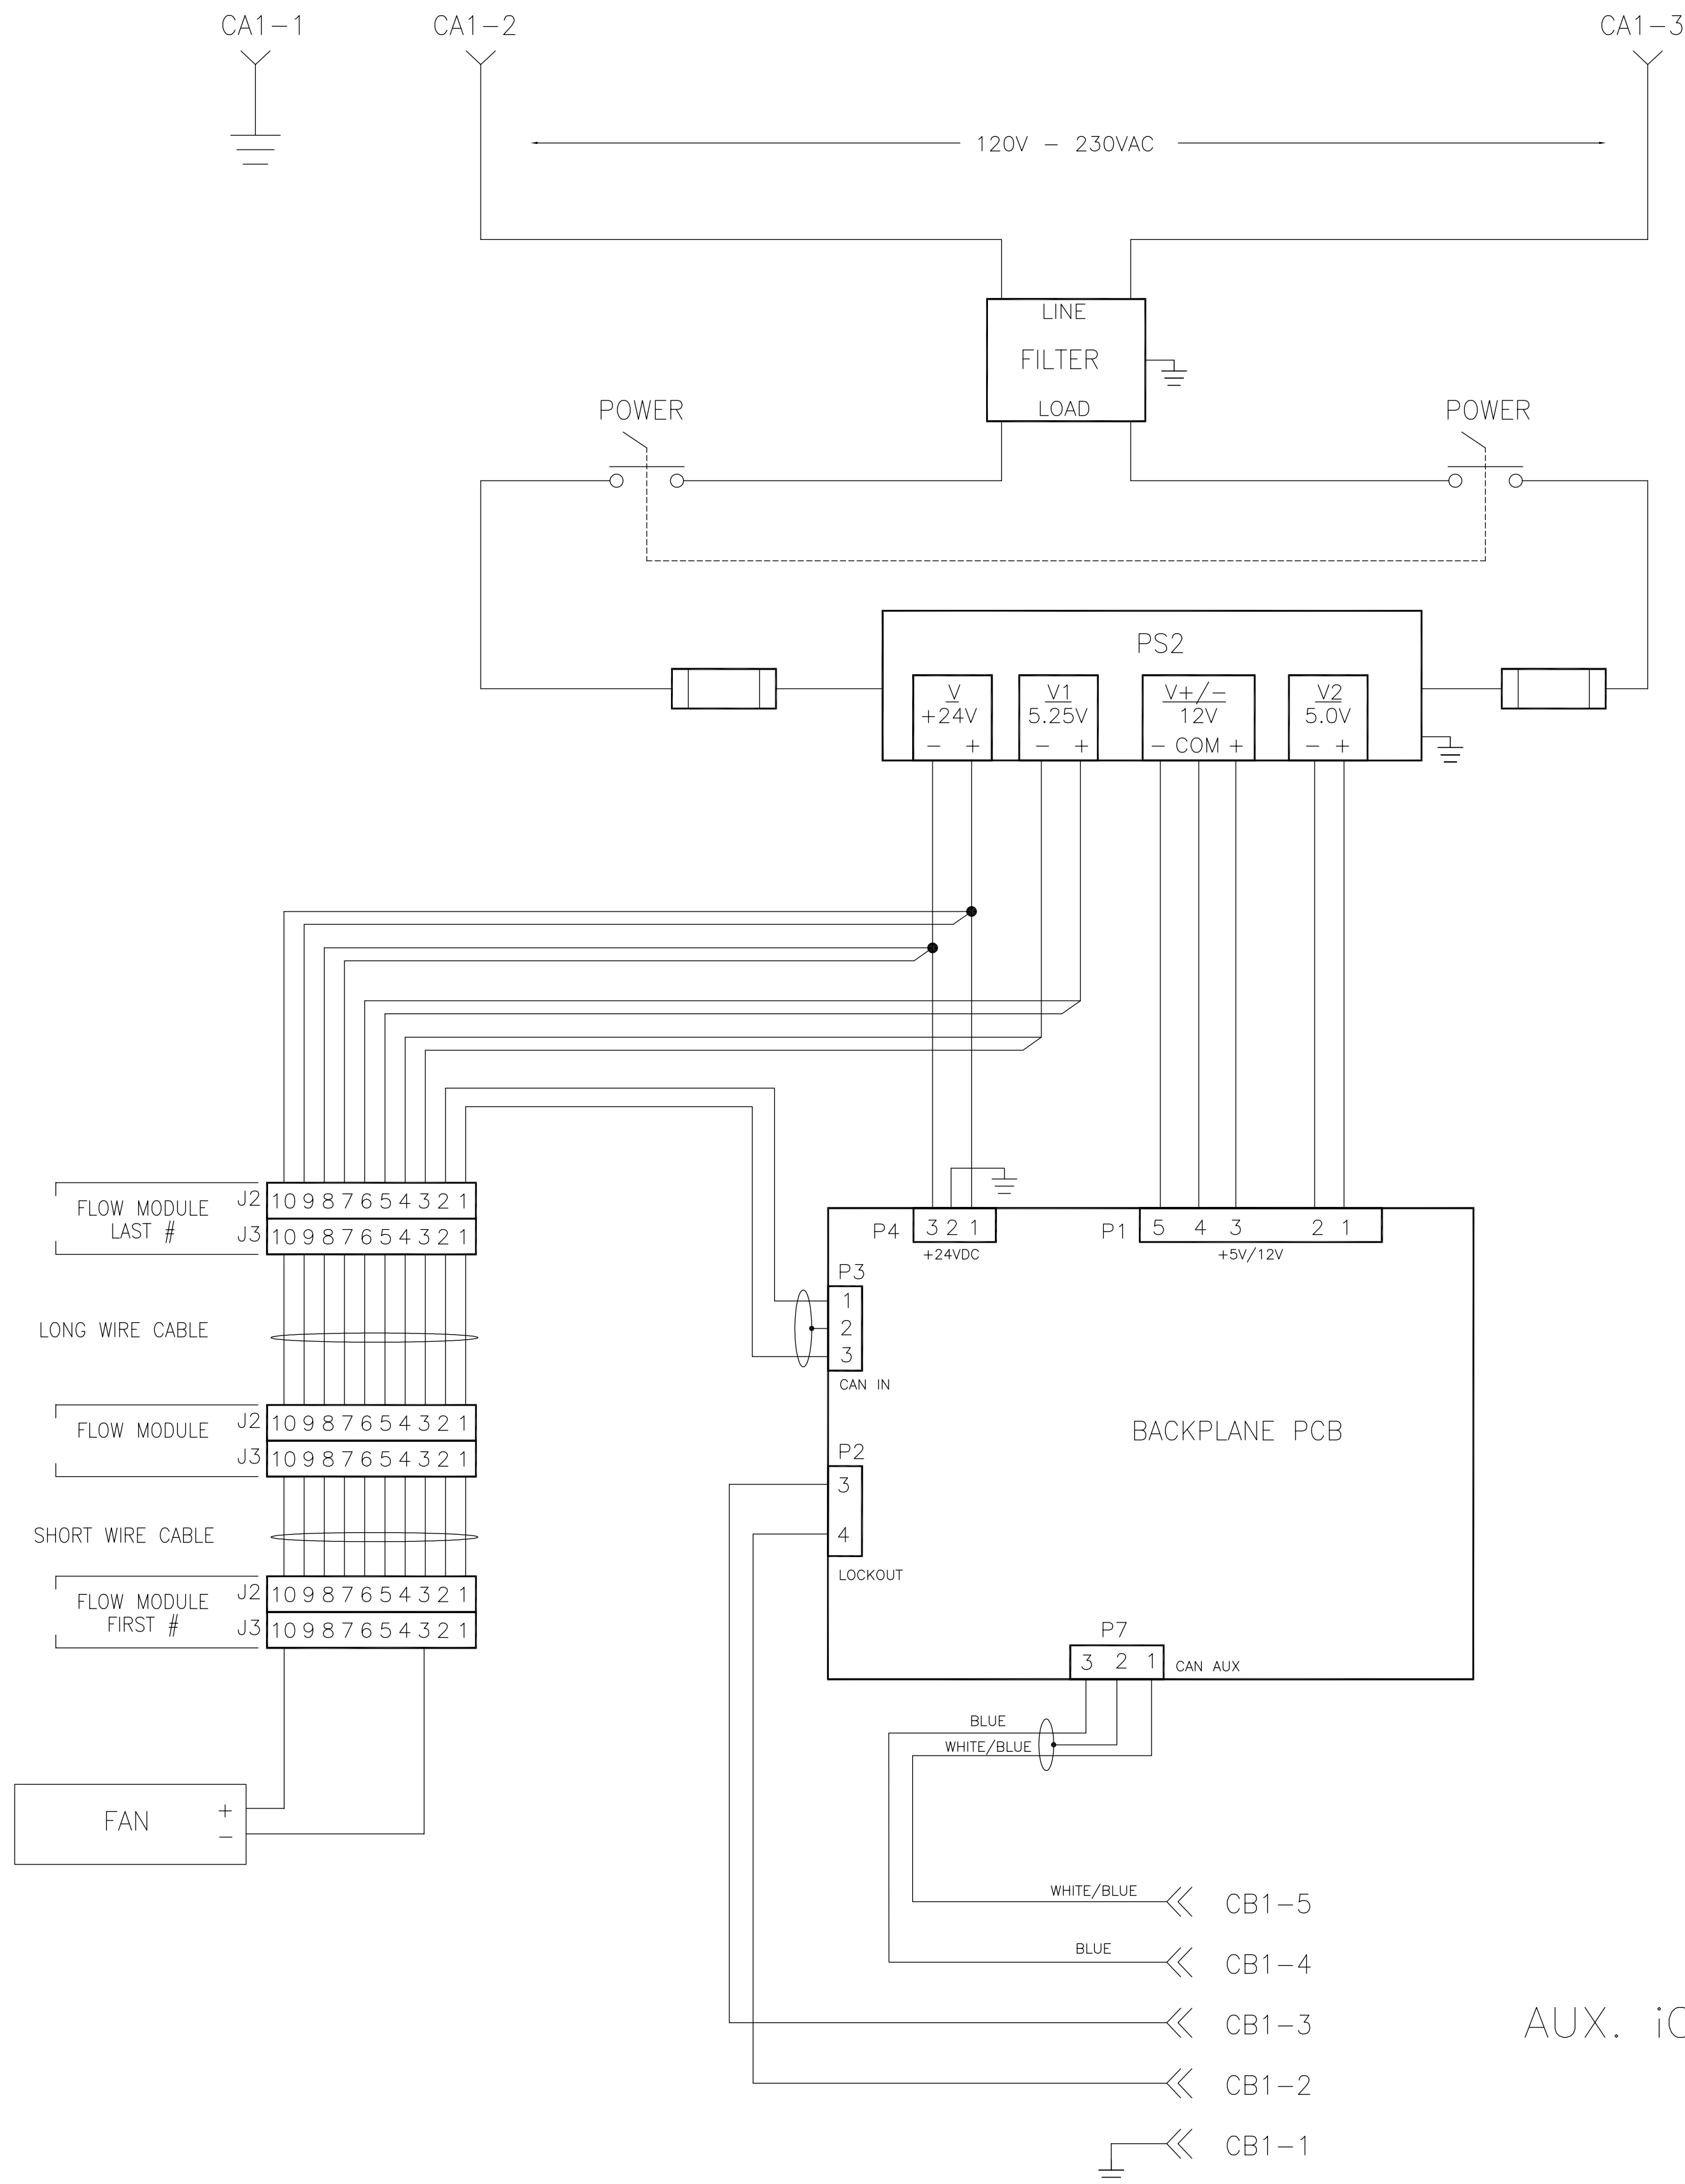 CA1-1 CA1-2 CA1-3
120V - 230VAC
LINE
FILTER
LOAD
POWER POWER
PS2
V V1 V+/- V2
+24V 5.25V 12V 5.0V
- + - + - COM + - +
FLOW MODULE
LAST #
J2 10 9 8 7 6 5 4 3 2 1
J3 10 9 8 7 6 5 4 3 2 1
P4 3 2 1
+24VDC
P1 5 4 3 2 1
+5V/12V
P3
1
2
3
CAN IN
LONG WIRE CABLE
FLOW MODULE
J2 10 9 8 7 6 5 4 3 2 1
J3 10 9 8 7 6 5 4 3 2 1
BACKPLANE PCB
P2
3
4
LOCKOUT
SHORT WIRE CABLE
FLOW MODULE
FIRST #
J2 10 9 8 7 6 5 4 3 2 1
J3 10 9 8 7 6 5 4 3 2 1
P7
3 2 1 CAN AUX
BLUE
WHITE/BLUE
FAN + -
WHITE/BLUE CB1-5
BLUE CB1-4
CB1-3
AUX.
CB1-2
CB1-1